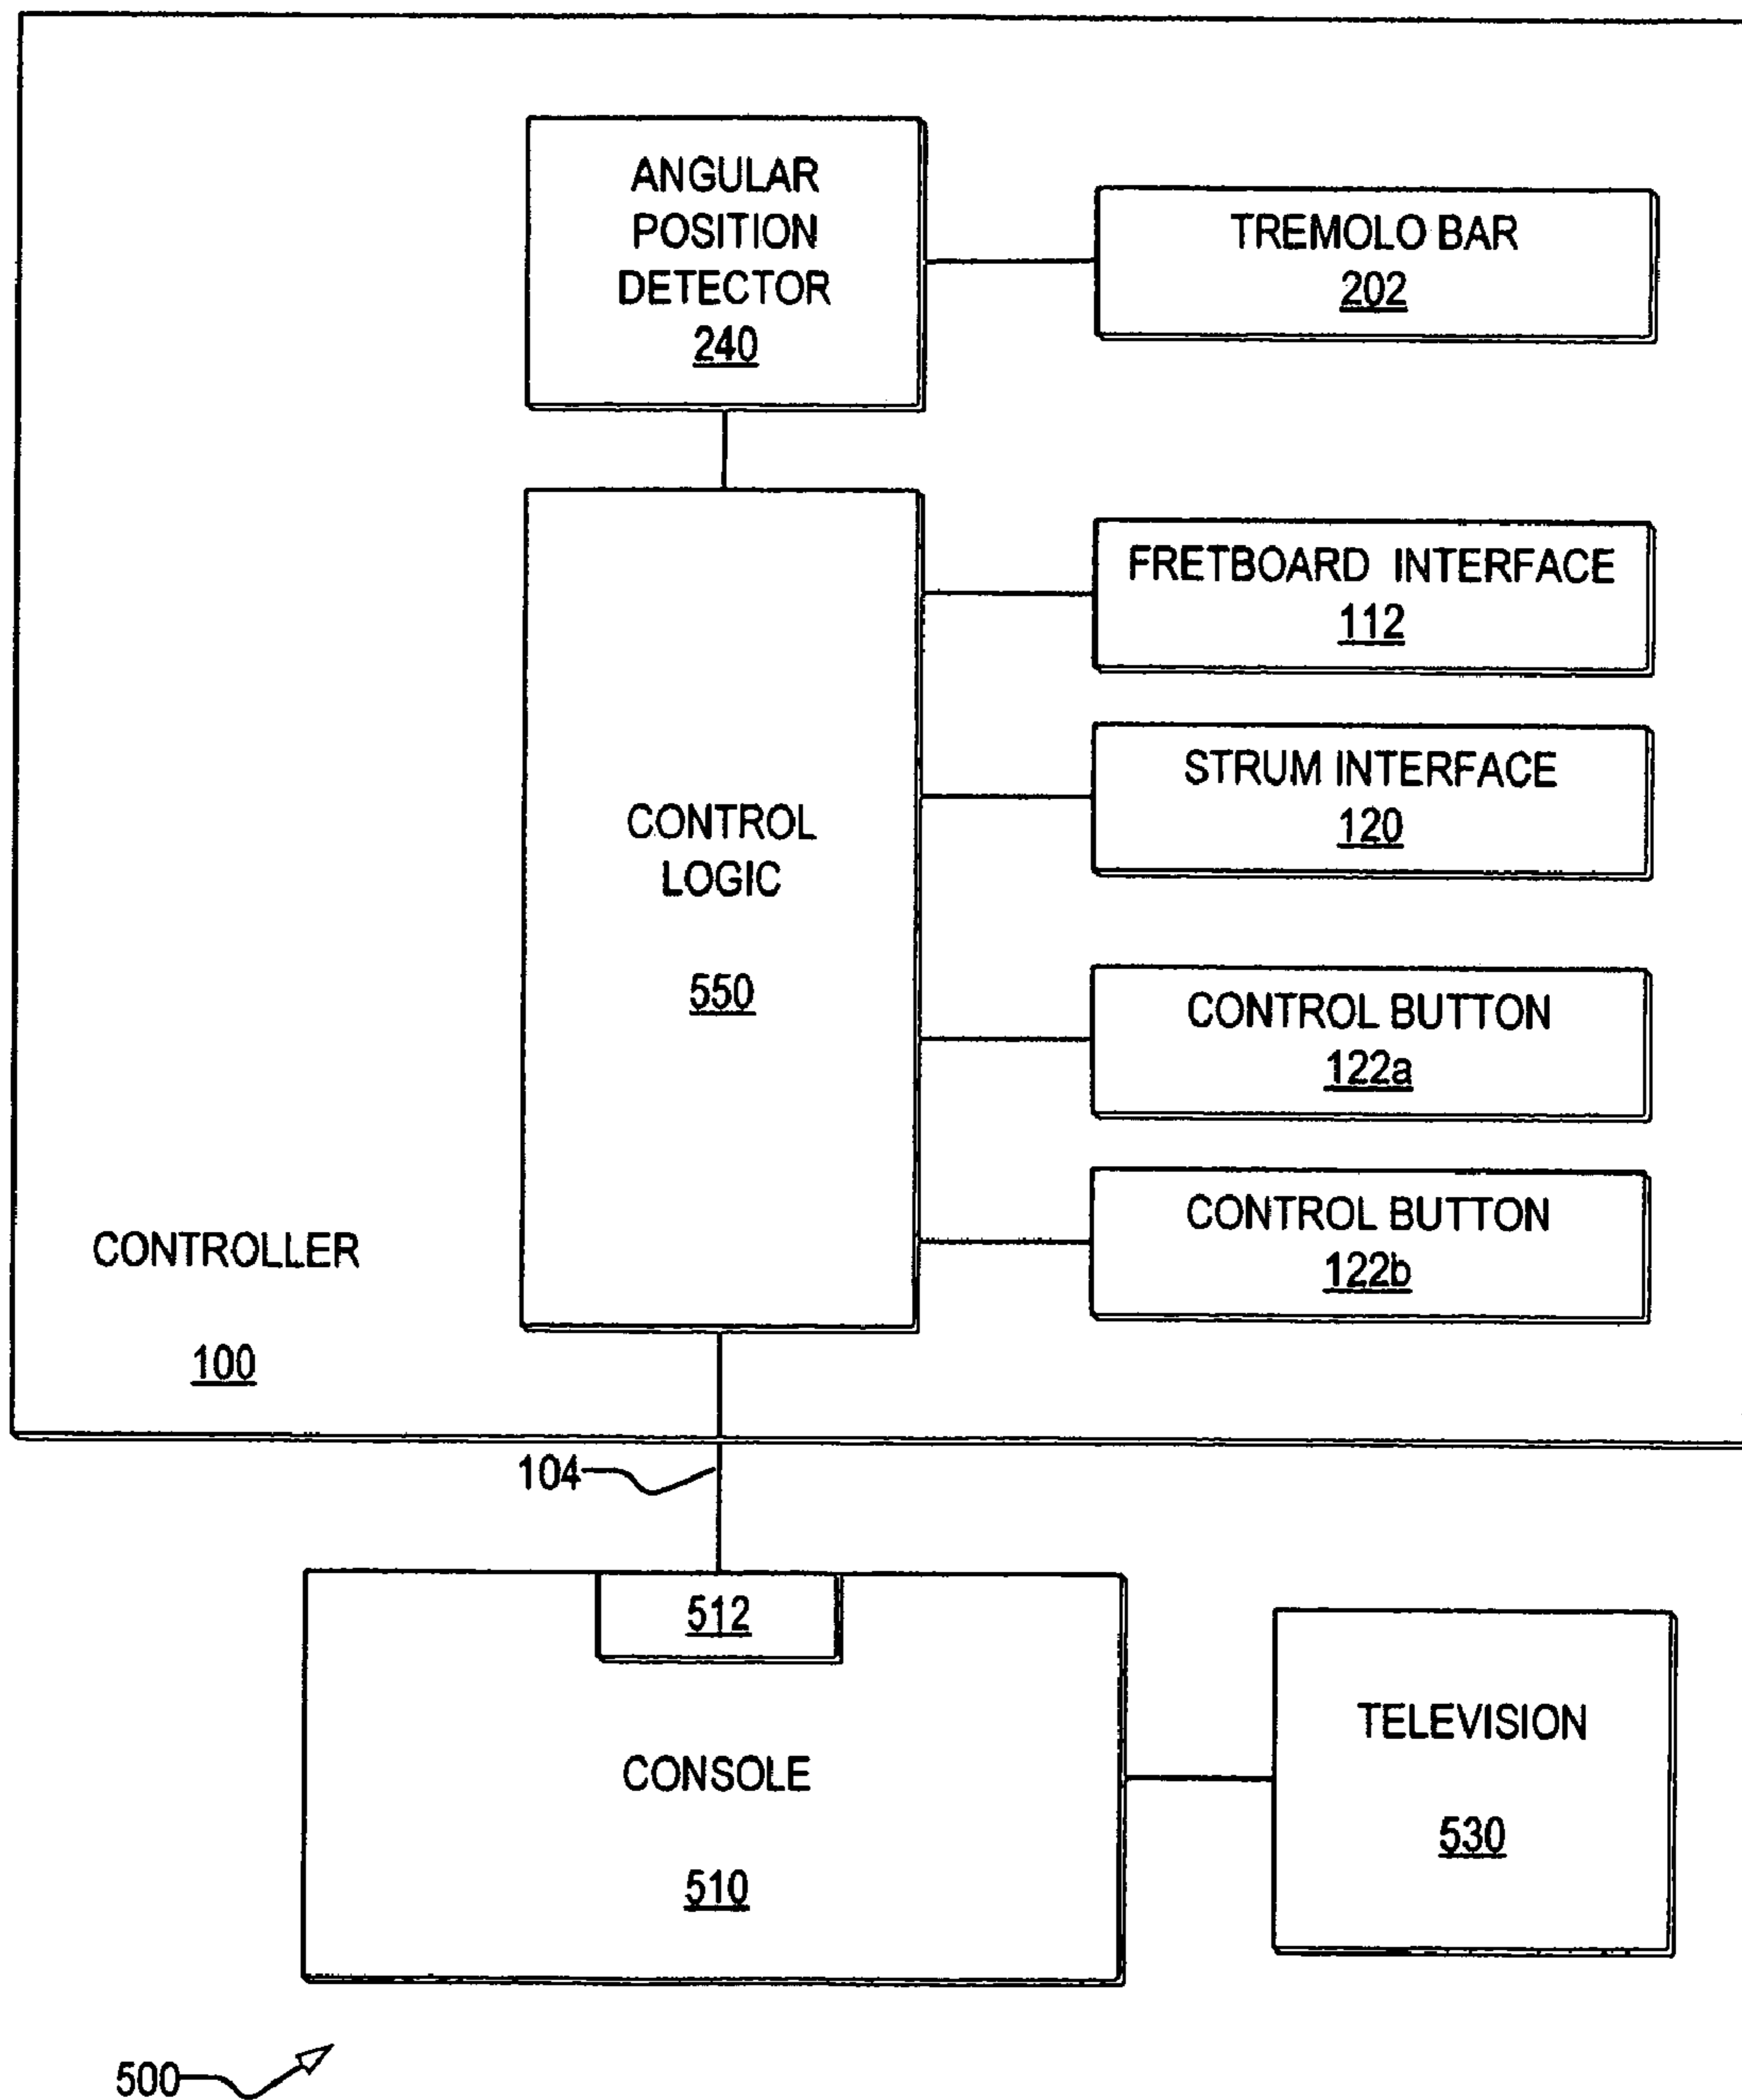 ANGULAR
POSITION
DETECTOR
240
TREMOLO BAR
202
FRETBOARD INTERFACE
112
STRUM INTERFACE
120
CONTROL
LOGIC
550
CONTROL BUTTON
122a
CONTROL BUTTON
122b
CONTROLLER
100
104
512
CONSOLE
510
TELEVISION
530
500